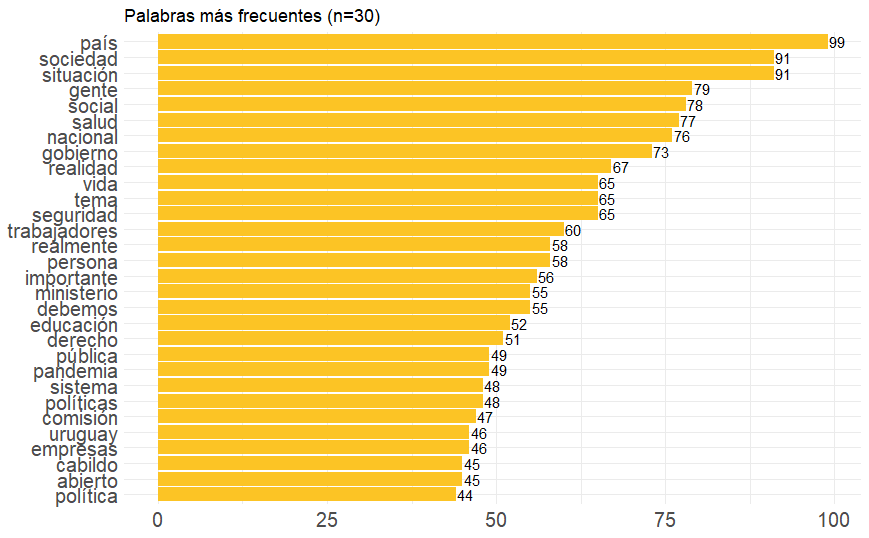 Palabras más frecuentes (n=30)
país 99
sociedad 91
situación 91
gente 79
social 78
salud 77
nacional 76
gobierno 73
realidad 67
vida 65
tema 65
seguridad 65
trabajadores 60
realmente 58
persona 58
importante 56
ministerio 55
debemos 55
educación 52
derecho 51
pública 49
pandemia 49
sistema 48
políticas 48
comisión 47
uruguay 46
empresas 46
cabildo 45
abierto 45
política 44
0 25 50 75 100